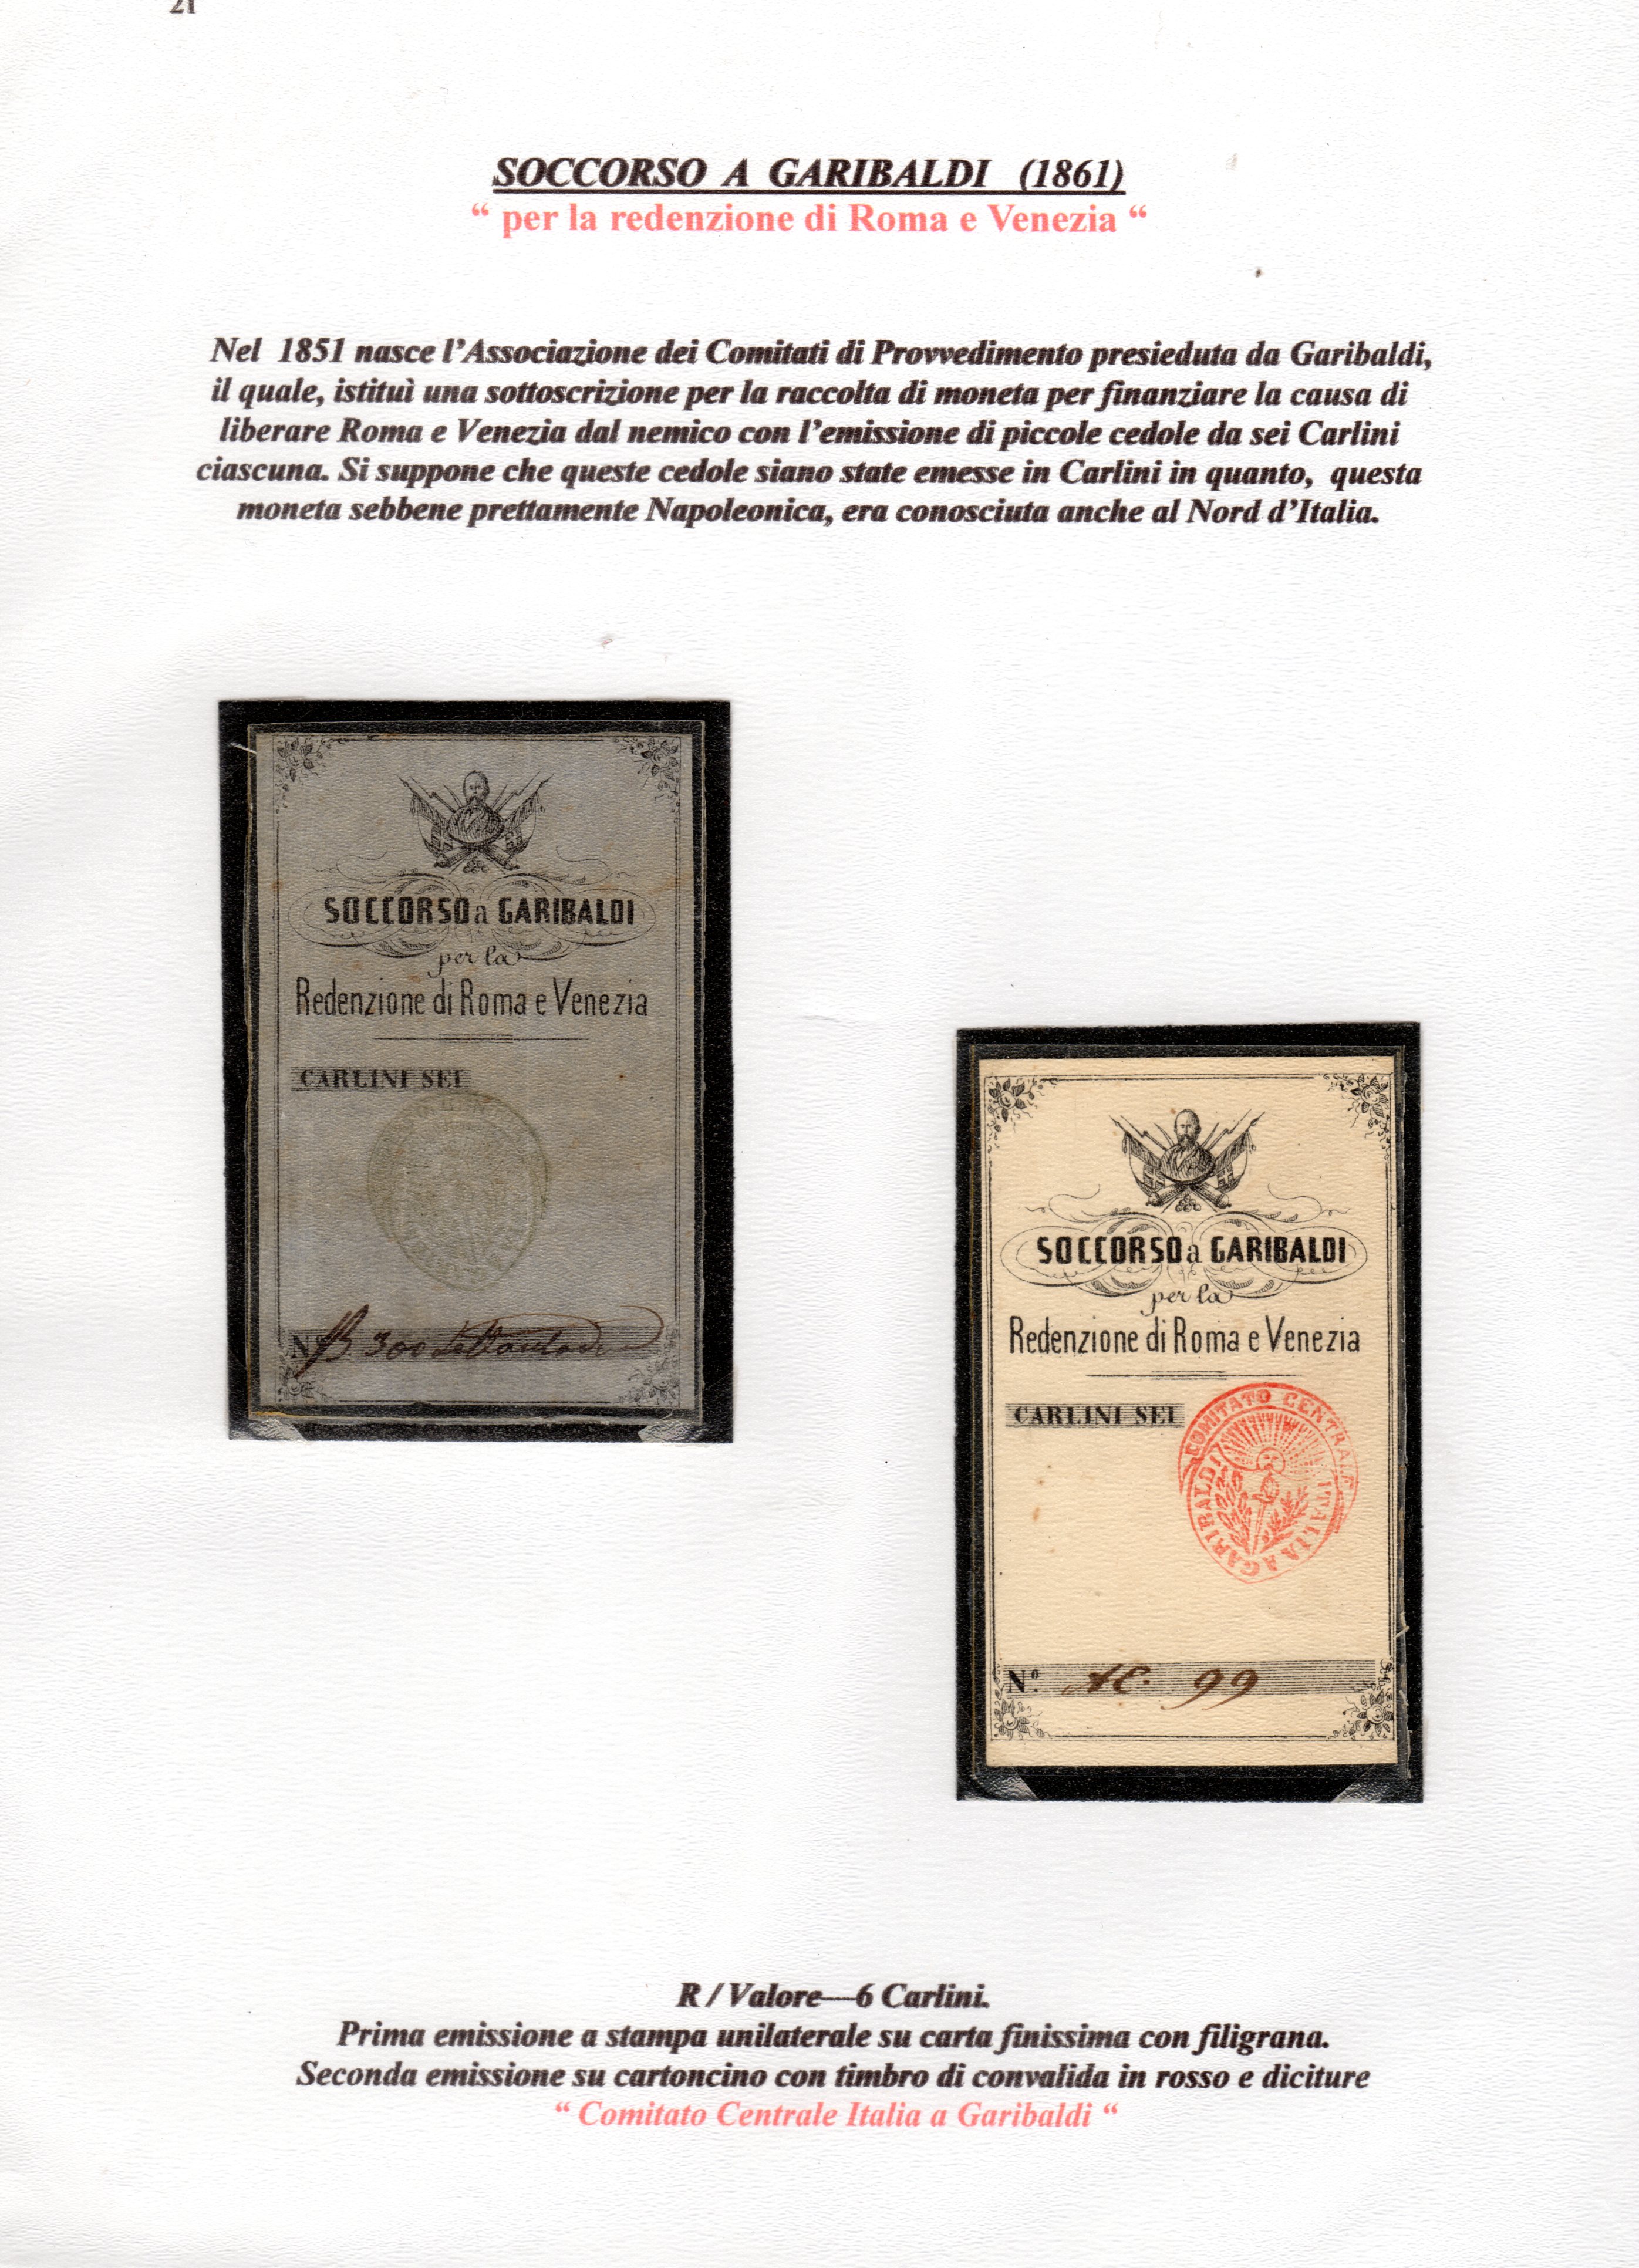 21
SOCCORSO A GARIBALDI (1861)
“ per la redenzione di Roma e Venezia “
Nel 1851 nasce l’Associazione dei Comitati di Provvedimento presieduta da Garibaldi,
il quale, istituì una sottoscrizione per la raccolta di moneta per finanziare la causa di
liberare Roma e Venezia dal nemico con l’emissione di piccole cedole da sei Carlini
ciascuna. Si suppone che queste cedole siano state emesse in Carlini in quanto, questa
moneta sebbene prettamente Napoleonica, era conosciuta anche al Nord d’Italia.
SOCCORSO a GARIBALDI
per la
Redenzione di Roma e Venezia
CARLINI SEI
N° B 300
SOCCORSO a GARIBALDI
per la
Redenzione di Roma e Venezia
CARLINI SEI
COMITATO CENTRALE ITALIA A GARIBALDI
N° AC. 99
R / Valore—6 Carlini.
Prima emissione a stampa unilaterale su carta finissima con filigrana.
Seconda emissione su cartoncino con timbro di convalida in rosso e diciture
“ Comitato Centrale Italia a Garibaldi “